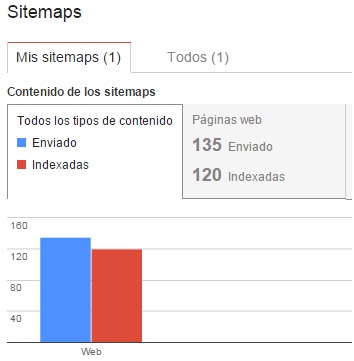 Sitemaps
Mis sitemaps (1)
Todos (1)
Contenido de los sitemaps
Todos los tipos de contenido
Enviado
Indexadas
Páginas web
135 Enviado
120 Indexadas
160
120
80
40
Web